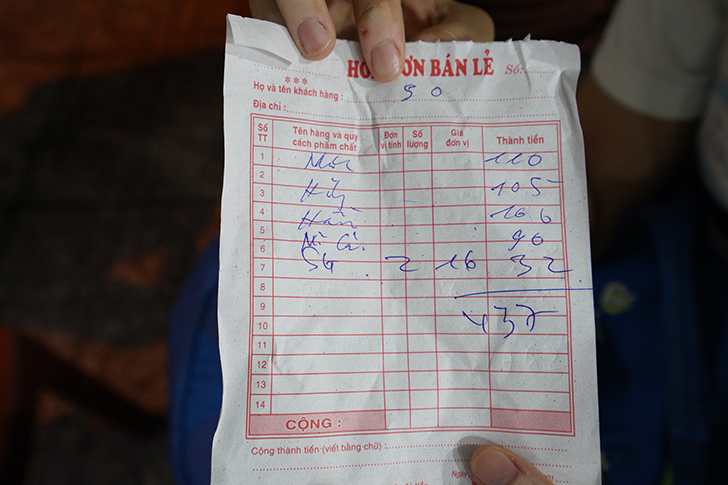 ĐƠN BÁN LẺ Số:
***
Họ và tên khách hàng : 90
Địa chỉ :
Số TT Tên hàng và quy cách phẩm chất Đơn vị tính Số lượng Giá đơn vị Thành tiền
1 110
2
3 105
4 100
5 90
6
7 2 16 32
8
9 437
10
11
12
13
14
CỘNG :
Cộng thành tiền (viết bằng chữ) :
Ngày